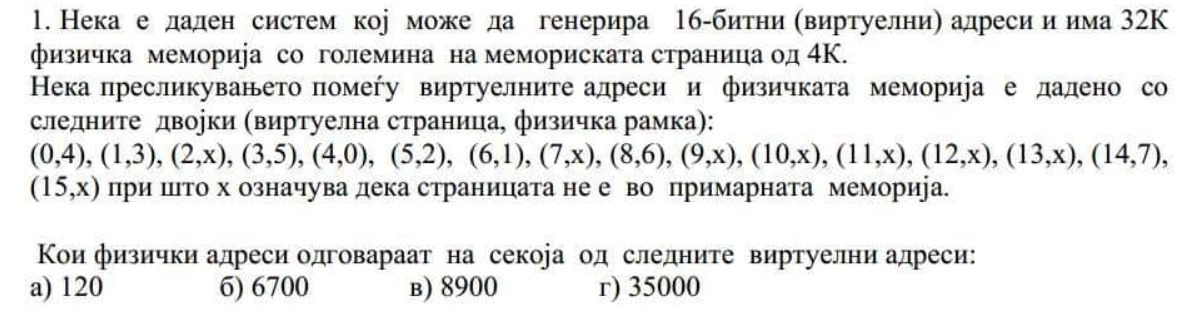 1. Нека е даден систем кој може да генерира 16-битни (виртуелни) адреси и има 32К
физичка меморија со големина на мемориската страница од 4К.
Нека пресликувањето помеѓу виртуелните адреси и физичката меморија е дадено со
следните двојки (виртуелна страница, физичка рамка):
(0,4), (1,3), (2,x), (3,5), (4,0), (5,2), (6,1), (7,x), (8,6), (9,x), (10,x), (11,x), (12,x), (13,x), (14,7),
(15,x) при што x означува дека страницата не е во примарната меморија.
Кои физички адреси одговараат на секоја од следните виртуелни адреси:
а) 120 б) 6700 в) 8900 г) 35000